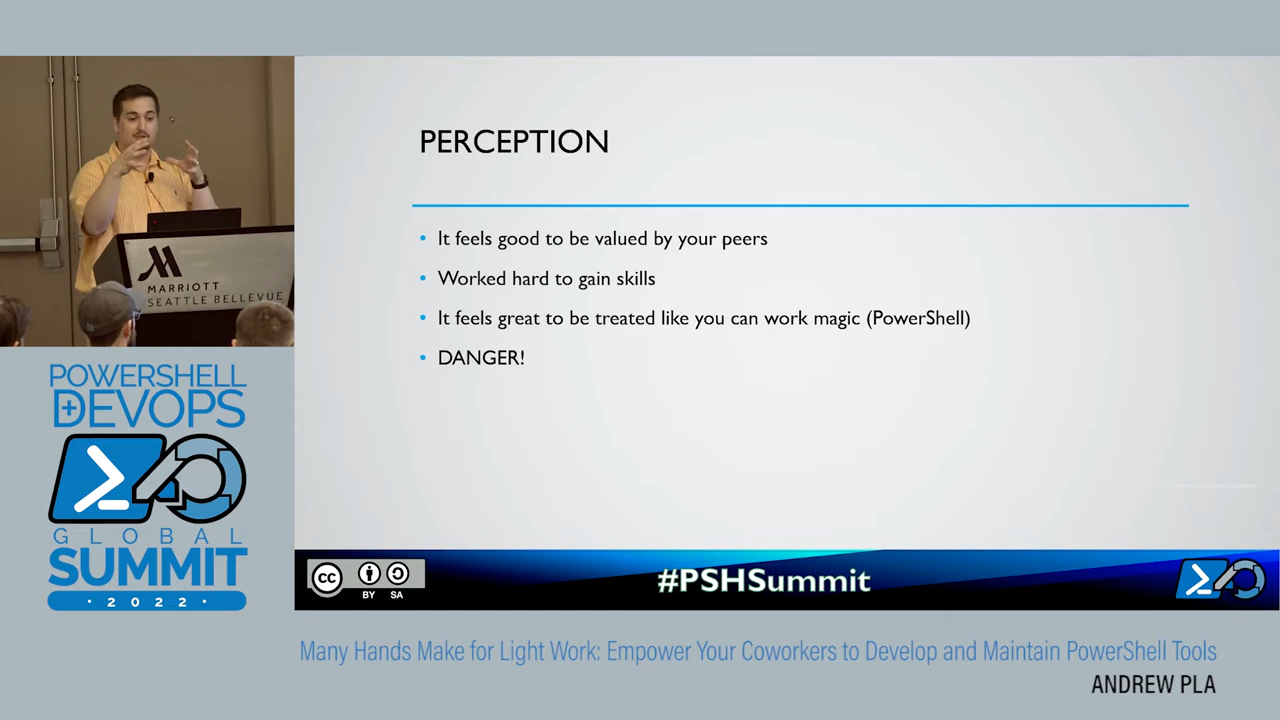 PERCEPTION
It feels good to be valued by your peers
Worked hard to gain skills
It feels great to be treated like you can work magic (PowerShell)
DANGER!
MARRIOTT
SEATTLE BELLEVUE
POWERSHELL
+DEVOPS
GLOBAL
SUMMIT
· 2022 ·
cc
BY SA
#PSHSummit
Many Hands Make for Light Work: Empower Your Coworkers to Develop and Maintain PowerShell Tools
ANDREW PLA